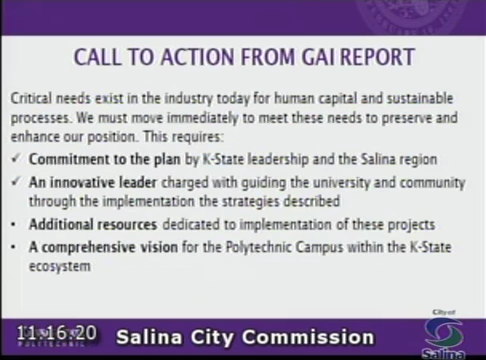 CALL TO ACTION FROM GAI REPORT
Critical needs exist in the industry today for human capital and sustainable
processes. We must move immediately to meet these needs to preserve and
enhance our position. This requires:
✓ Commitment to the plan by K-State leadership and the Salina region
✓ An innovative leader charged with guiding the university and community
through the implementation the strategies described
• Additional resources dedicated to implementation of these projects
• A comprehensive vision for the Polytechnic Campus within the K-State
ecosystem
11:16:20
POLYTECHNIC
Salina City Commission
City of
Salina